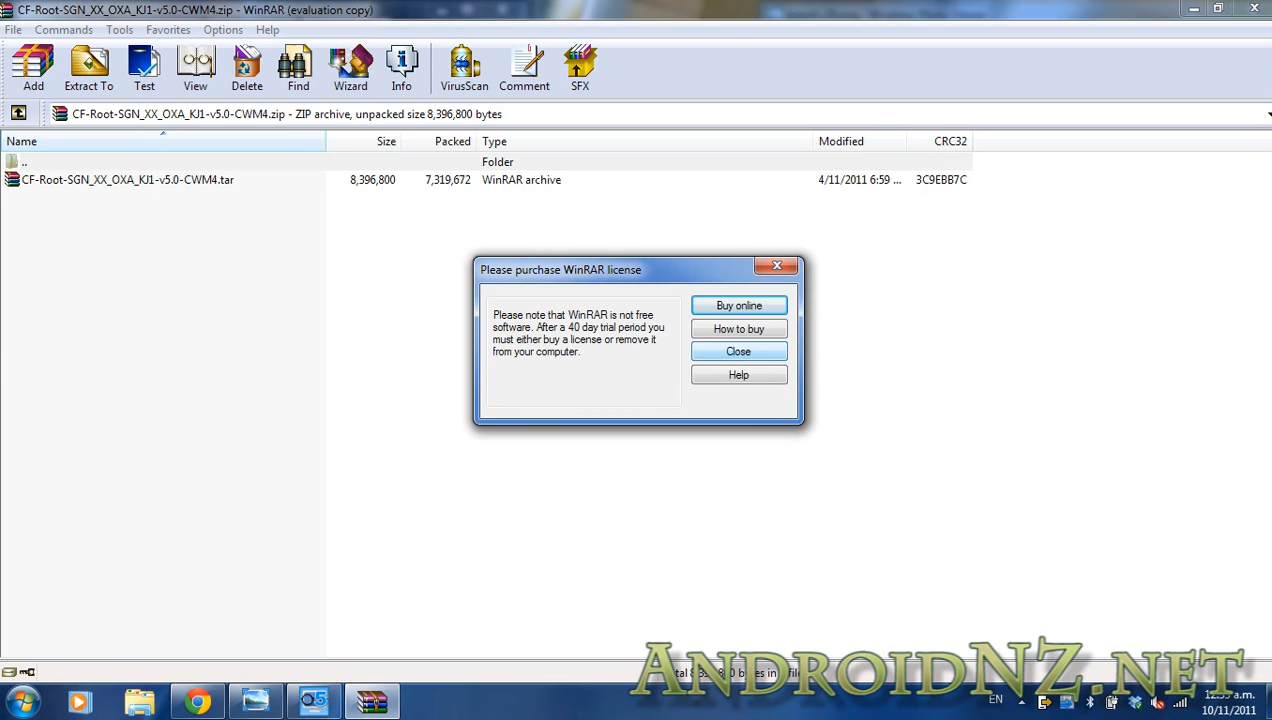 CF-Root-SGN_XX_OXA_KJ1-v5.0-CWM4.zip - WinRAR (evaluation copy)
File Commands Tools Favorites Options Help
Add Extract To Test View Delete Find Wizard Info VirusScan Comment SFX
CF-Root-SGN_XX_OXA_KJ1-v5.0-CWM4.zip - ZIP archive, unpacked size 8,396,800 bytes
Name Size Packed Type Modified CRC32
.. Folder
CF-Root-SGN_XX_OXA_KJ1-v5.0-CWM4.tar 8,396,800 7,319,672 WinRAR archive 4/11/2011 6:59 ... 3C9EBB7C
Please purchase WinRAR license
Please note that WinRAR is not free
software. After a 40 day trial period you
must either buy a license or remove it
from your computer.
Buy online
How to buy
Close
Help
AndroidNZ.net
EN
a.m.
10/11/2011